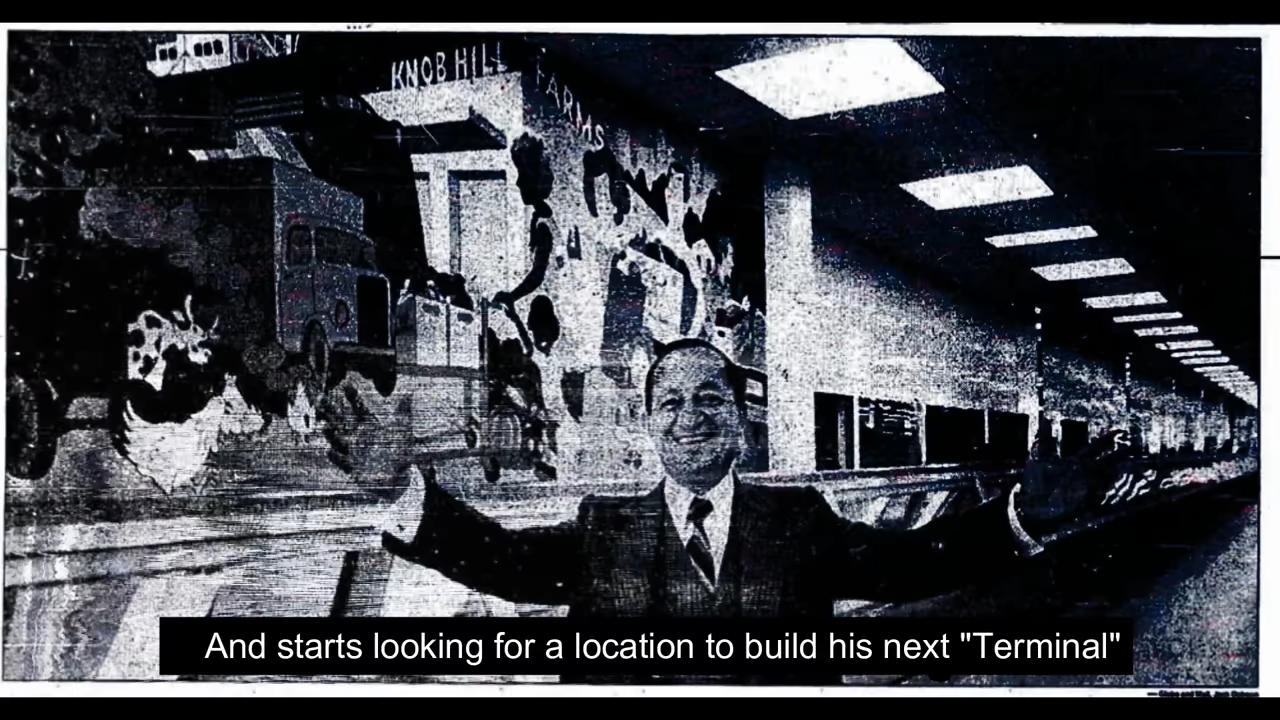 KNOB HILL FARMS
And starts looking for a location to build his next "Terminal"